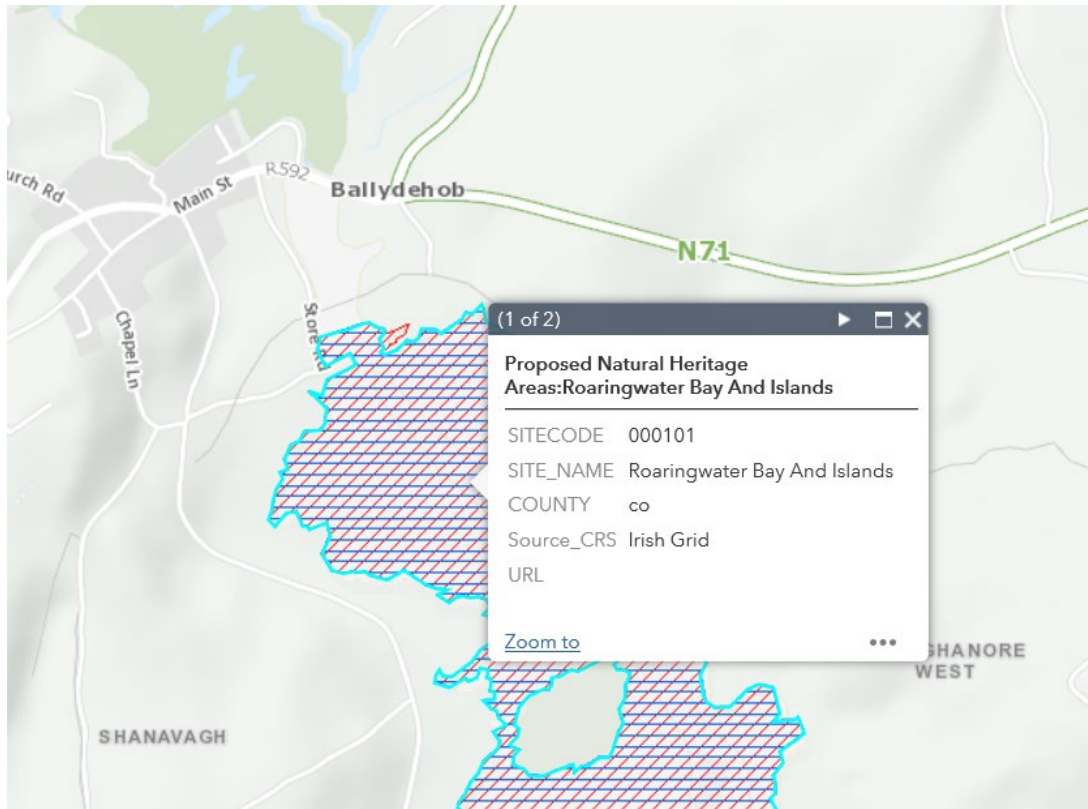 R592
Ballydehob
urch Rd
Main St
N71
Chapel Ln
Store Rd
(1 of 2)
Proposed Natural Heritage
Areas:Roaringwater Bay And Islands
SITECODE 000101
SITE_NAME Roaringwater Bay And Islands
COUNTY co
Source_CRS Irish Grid
URL
Zoom to
GHANORE
WEST
SHANAVAGH